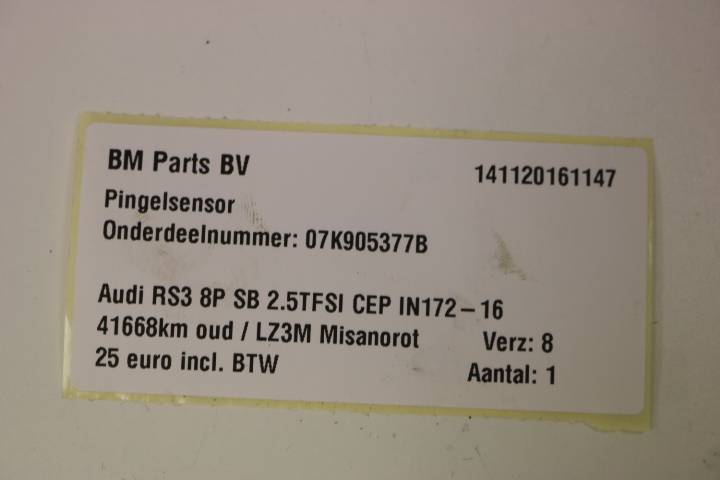 BM Parts BV 141120161147
Pingelsensor
Onderdeelnummer: 07K905377B
Audi RS3 8P SB 2.5TFSI CEP IN172-16
41668km oud / LZ3M Misanorot Verz: 8
25 euro incl. BTW Aantal: 1